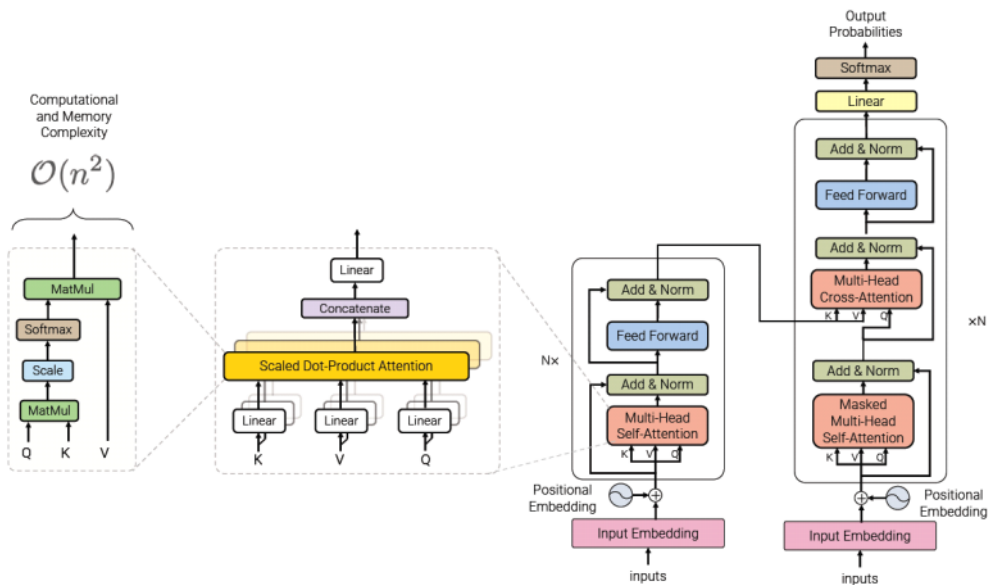 Computational
and Memory
Complexity
O(n²)
MatMul
Softmax
Scale
MatMul
Q K V
Linear
Concatenate
Scaled Dot-Product Attention
Linear Linear Linear
K V Q
N×
Add & Norm
Feed Forward
Add & Norm
Multi-Head
Self-Attention
K V Q
Positional
Embedding
Input Embedding
inputs
Output
Probabilities
Softmax
Linear
Add & Norm
Feed Forward
Add & Norm
Multi-Head
Cross-Attention
K V Q
×N
Add & Norm
Masked
Multi-Head
Self-Attention
K V Q
Positional
Embedding
Input Embedding
inputs